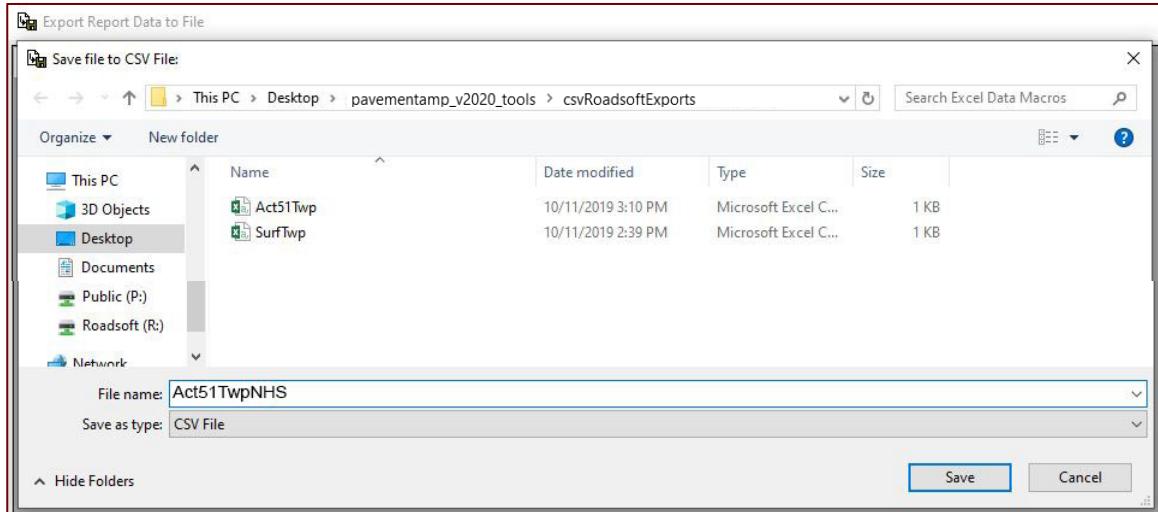 Export Report Data to File
Save file to CSV File:
This PC > Desktop > pavementamp_v2020_tools > csvRoadsoftExports Search Excel Data Macros
Organize New folder
This PC
3D Objects
Desktop
Documents
Public (P:)
Roadsoft (R:)
Network
Name Date modified Type Size
Act51Twp 10/11/2019 3:10 PM Microsoft Excel C... 1 KB
SurfTwp 10/11/2019 2:39 PM Microsoft Excel C... 1 KB
File name: Act51TwpNHS
Save as type: CSV File
Hide Folders Save Cancel